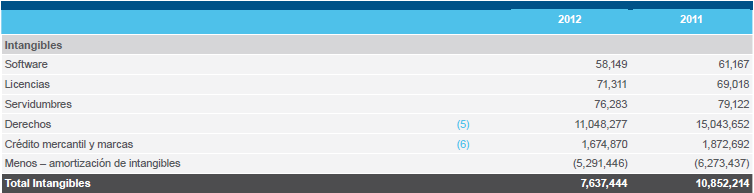 2012 2011
Intangibles
Software 58,149 61,167
Licencias 71,311 69,018
Servidumbres 76,283 79,122
Derechos (5) 11,048,277 15,043,652
Crédito mercantil y marcas (6) 1,674,870 1,872,692
Menos – amortización de intangibles (5,291,446) (6,273,437)
Total Intangibles 7,637,444 10,852,214